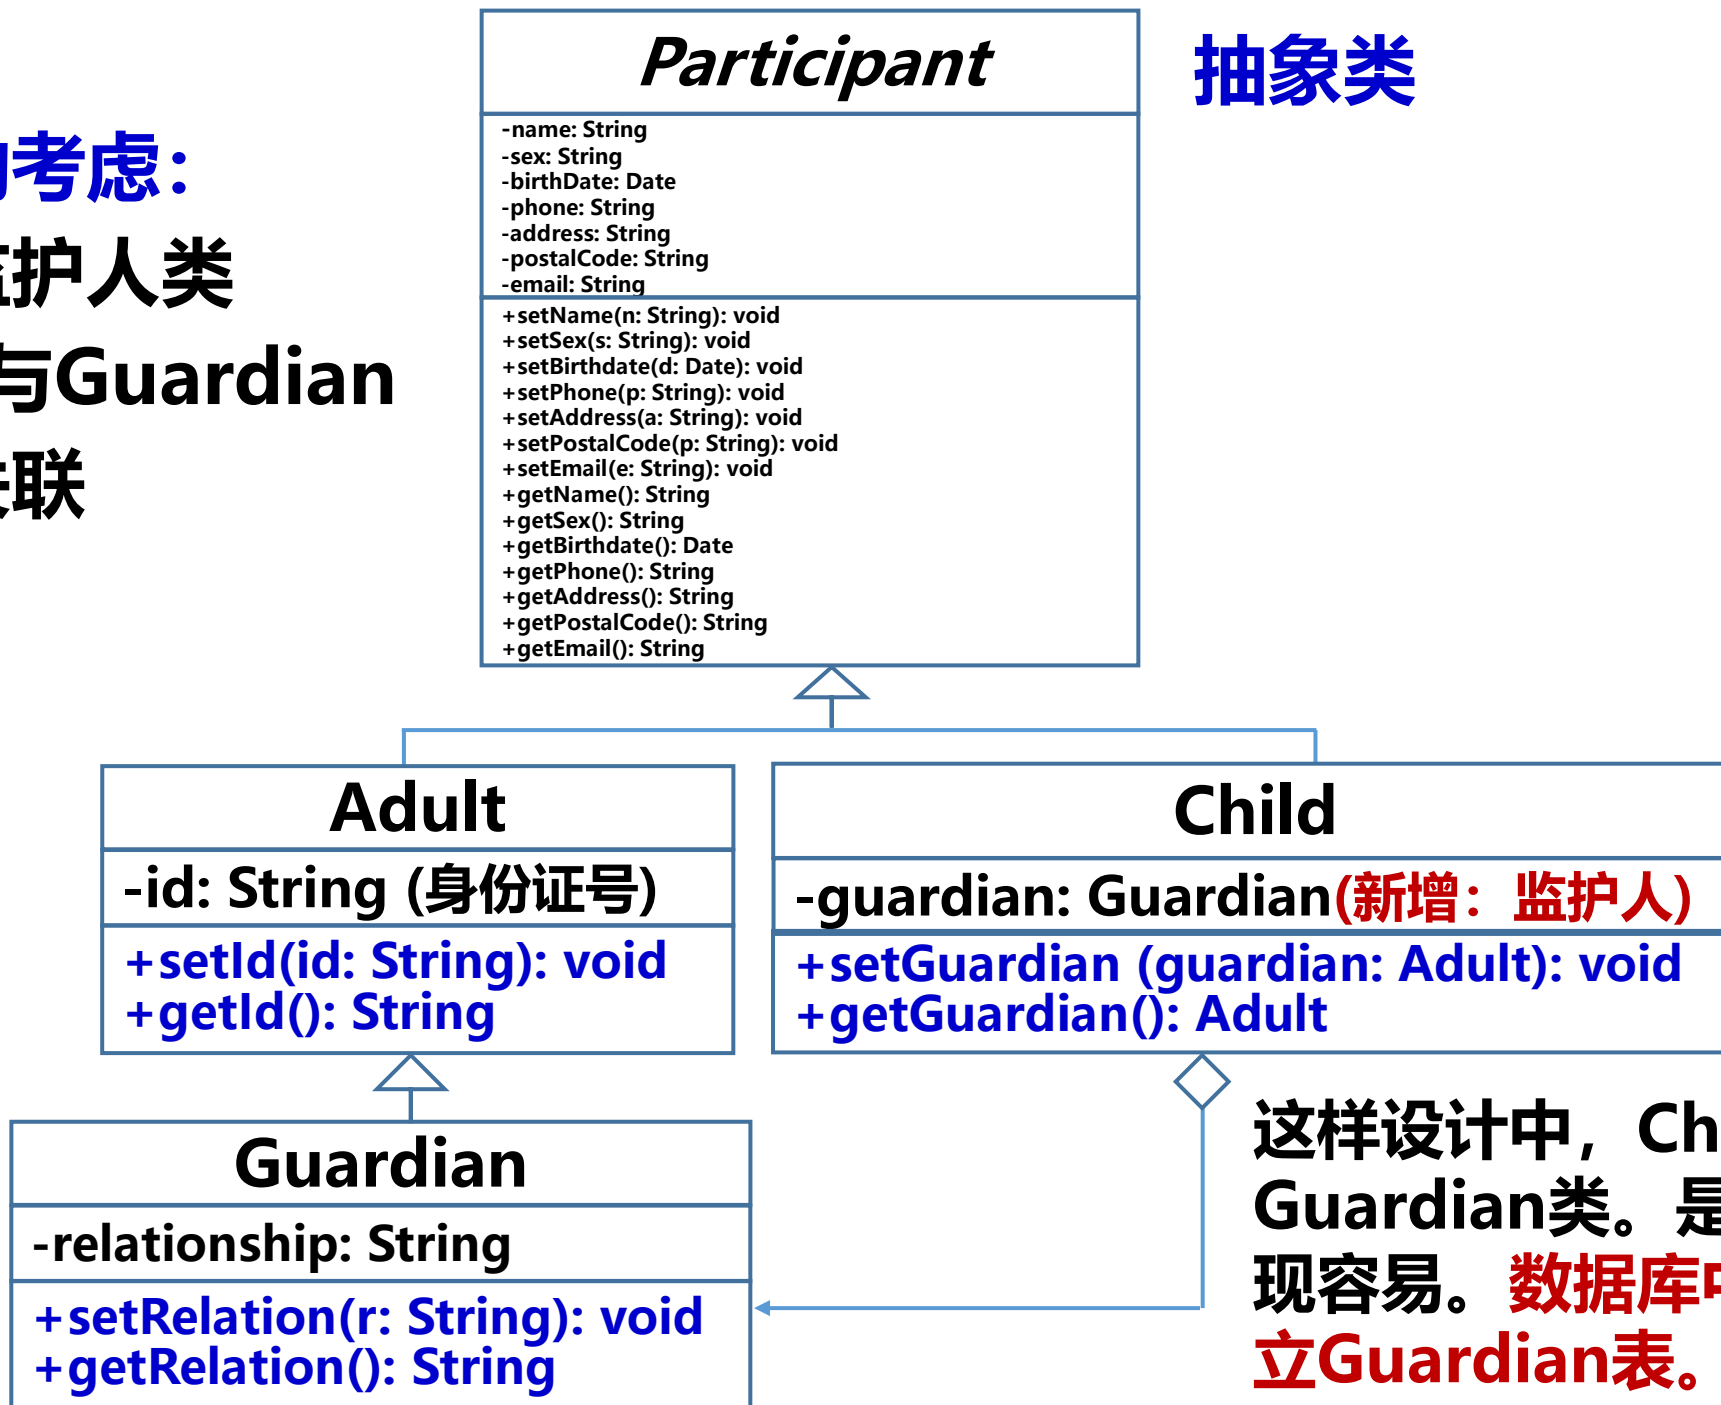 Participant
抽象类
考虑：
护人类
与Guardian
联
-name: String
-sex: String
-birthDate: Date
-phone: String
-address: String
-postalCode: String
-email: String
+setName(n: String): void
+setSex(s: String): void
+setBirthdate(d: Date): void
+setPhone(p: String): void
+setAddress(a: String): void
+setPostalCode(p: String): void
+setEmail(e: String): void
+getName(): String
+getSex(): String
+getBirthdate(): Date
+getPhone(): String
+getAddress(): String
+getPostalCode(): String
+getEmail(): String
Adult
-id: String (身份证号)
+setId(id: String): void
+getId(): String
Child
-guardian: Guardian(新增：监护人)
+setGuardian (guardian: Adult): void
+getGuardian(): Adult
Guardian
-relationship: String
+setRelation(r: String): void
+getRelation(): String
这样设计中，Ch
Guardian类。是
现容易。数据库中
立Guardian表。